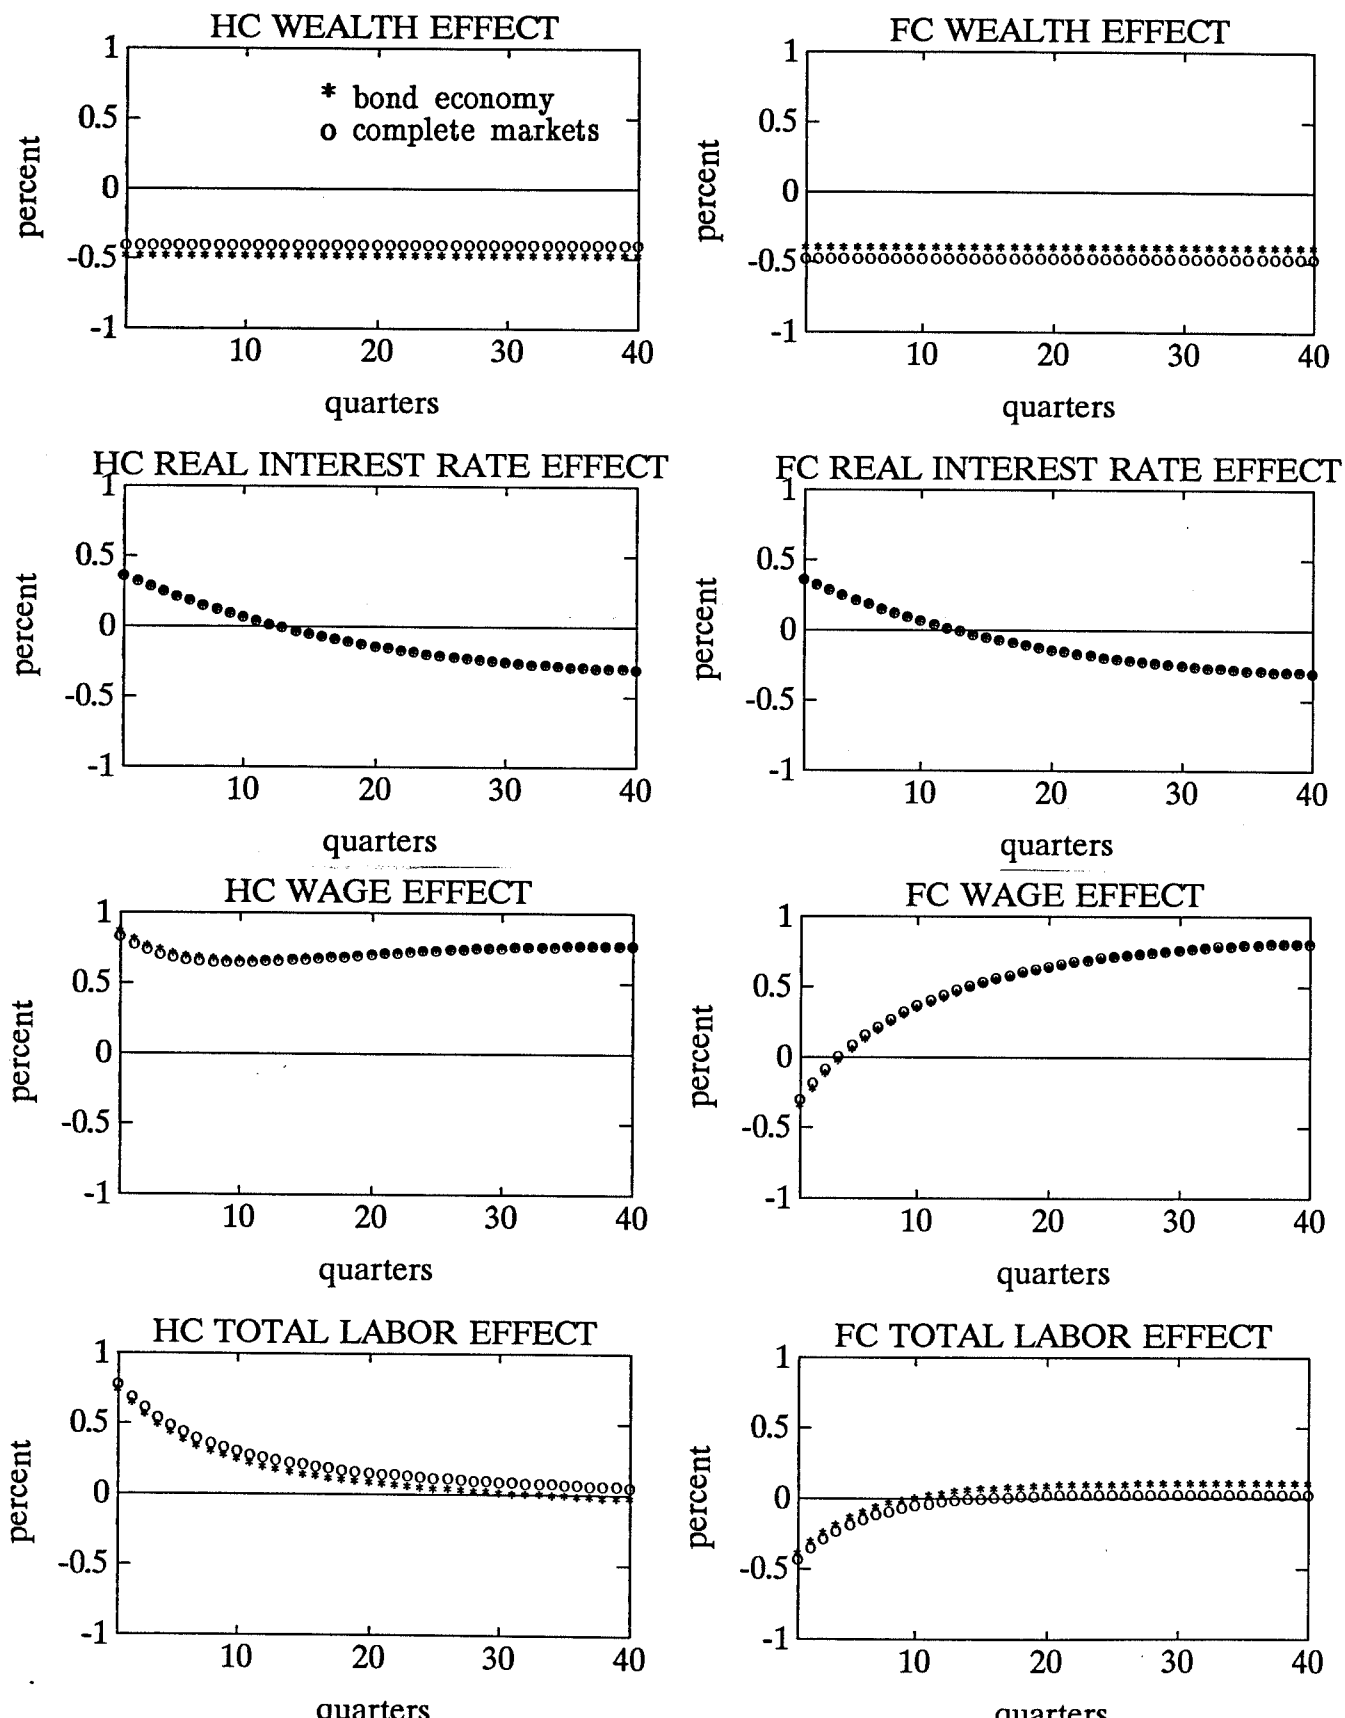 HC WEALTH EFFECT
1
0.5
0
-0.5
-1
percent
* bond economy
o complete markets
10 20 30 40
quarters
FC WEALTH EFFECT
1
0.5
0
-0.5
-1
percent
10 20 30 40
quarters
HC REAL INTEREST RATE EFFECT
1
0.5
0
-0.5
-1
percent
10 20 30 40
quarters
FC REAL INTEREST RATE EFFECT
1
0.5
0
-0.5
-1
percent
10 20 30 40
quarters
HC WAGE EFFECT
1
0.5
0
-0.5
-1
percent
10 20 30 40
quarters
FC WAGE EFFECT
1
0.5
0
-0.5
-1
percent
10 20 30 40
quarters
HC TOTAL LABOR EFFECT
1
0.5
0
-0.5
-1
percent
10 20 30 40
quarters
FC TOTAL LABOR EFFECT
1
0.5
0
-0.5
-1
percent
10 20 30 40
quarters